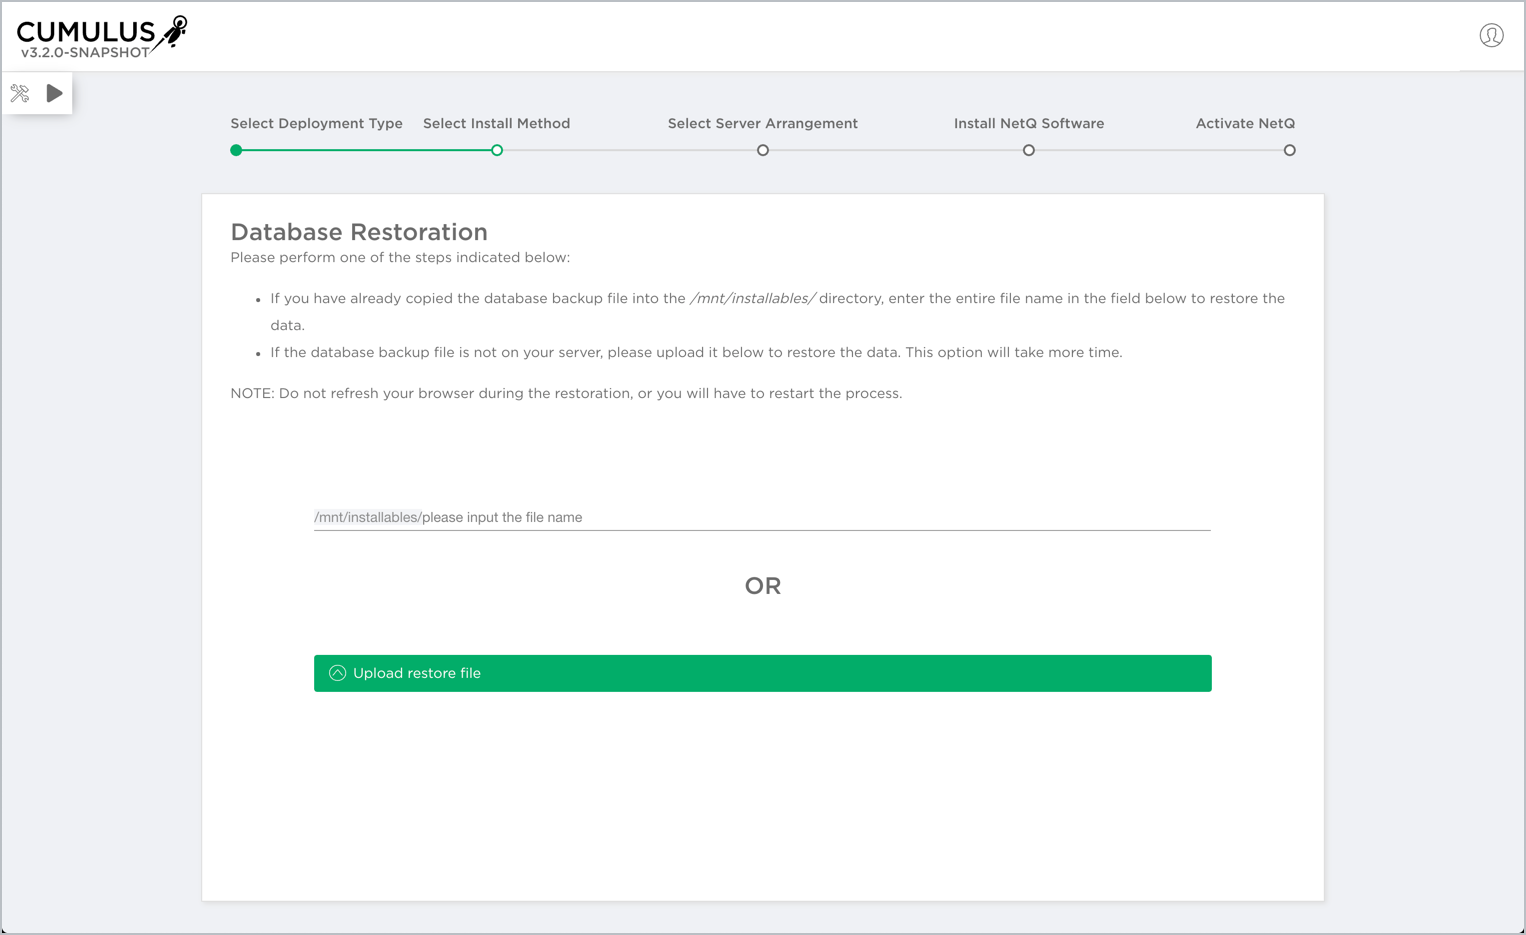 CUMULUS
v3.2.0-SNAPSHOT
Select Deployment Type Select Install Method Select Server Arrangement Install NetQ Software Activate NetQ
Database Restoration
Please perform one of the steps indicated below:
• If you have already copied the database backup file into the /mnt/installables/ directory, enter the entire file name in the field below to restore the
data.
• If the database backup file is not on your server, please upload it below to restore the data. This option will take more time.
NOTE: Do not refresh your browser during the restoration, or you will have to restart the process.
/mnt/installables/please input the file name
OR
Upload restore file